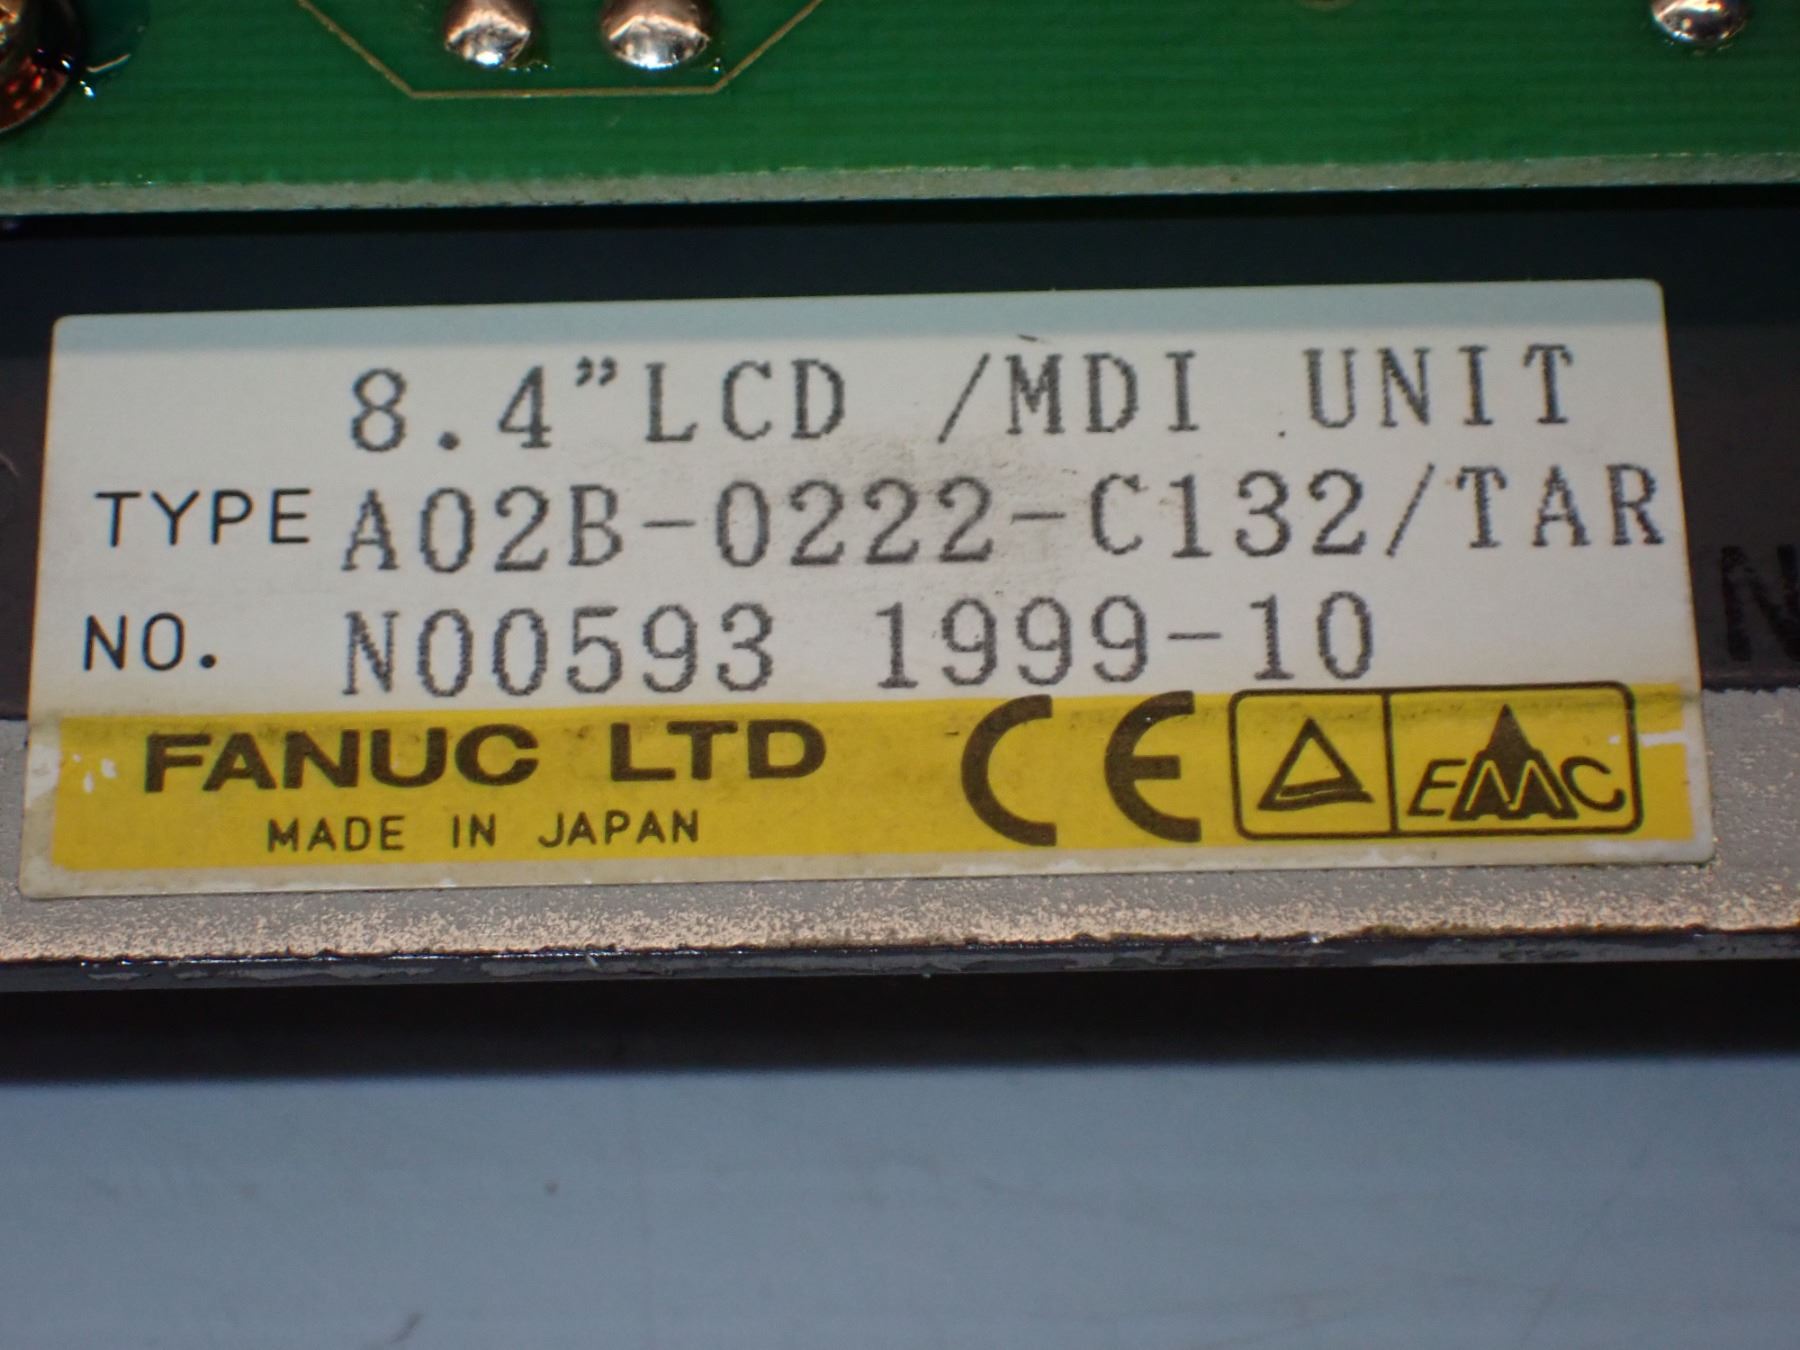 8.4”LCD /MDI UNIT
TYPE A02B-0222-C132/TAR
NO. N00593 1999-10
FANUC LTD CE EMC
MADE IN JAPAN
N